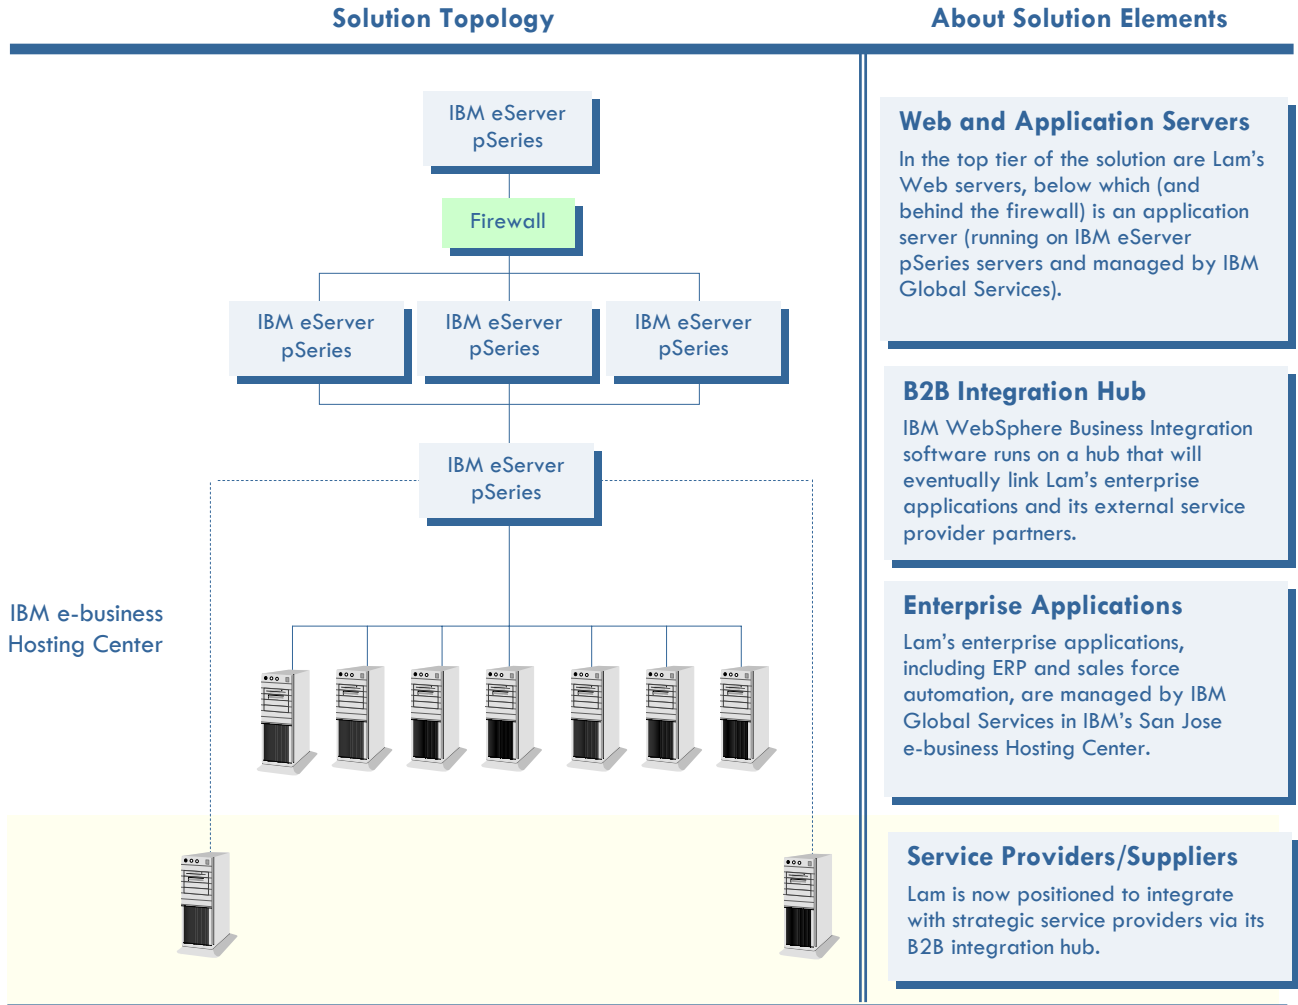 Solution Topology
About Solution Elements
IBM eServer
pSeries
Firewall
IBM eServer
pSeries
IBM eServer
pSeries
IBM eServer
pSeries
IBM eServer
pSeries
IBM e-business
Hosting Center
Web and Application Servers
In the top tier of the solution are Lam's
Web servers, below which (and
behind the firewall) is an application
server (running on IBM eServer
pSeries servers and managed by IBM
Global Services).
B2B Integration Hub
IBM WebSphere Business Integration
software runs on a hub that will
eventually link Lam's enterprise
applications and its external service
provider partners.
Enterprise Applications
Lam's enterprise applications,
including ERP and sales force
automation, are managed by IBM
Global Services in IBM's San Jose
e-business Hosting Center.
Service Providers/Suppliers
Lam is now positioned to integrate
with strategic service providers via its
B2B integration hub.